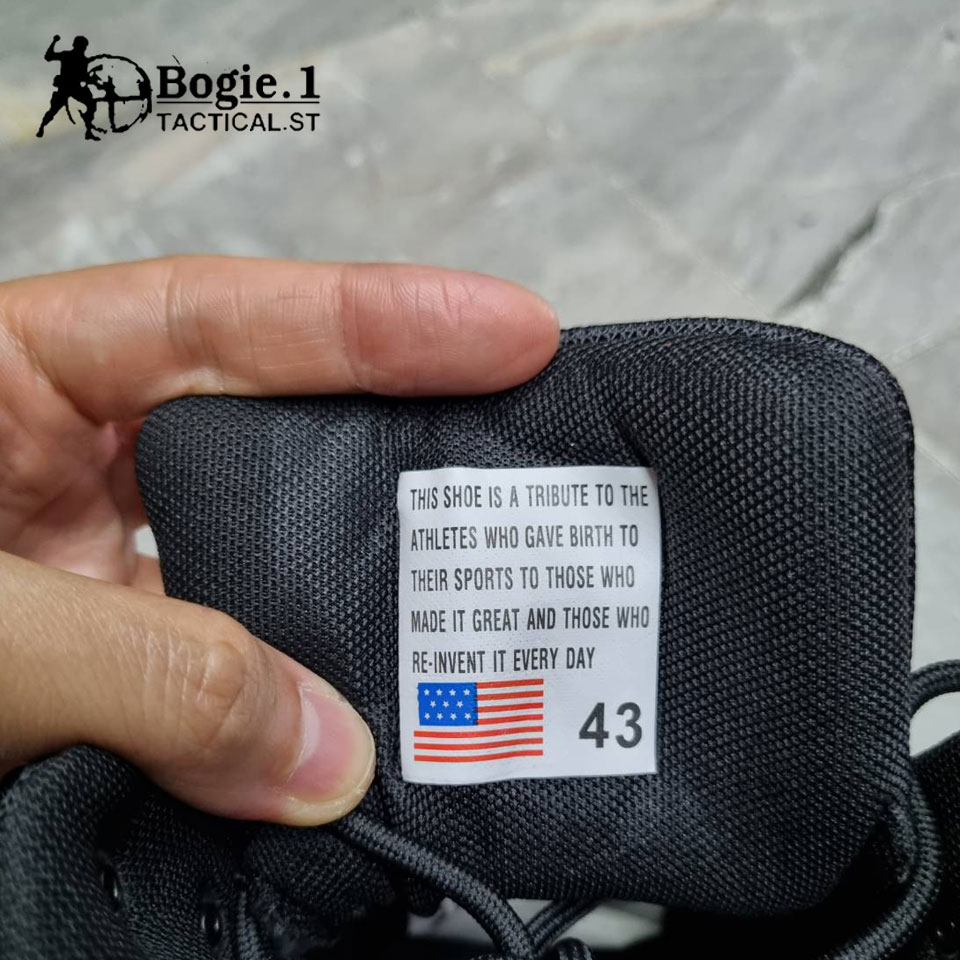 Bogie.1
TACTICAL.ST
THIS SHOE IS A TRIBUTE TO THE
ATHLETES WHO GAVE BIRTH TO
THEIR SPORTS TO THOSE WHO
MADE IT GREAT AND THOSE WHO
RE-INVENT IT EVERY DAY
43